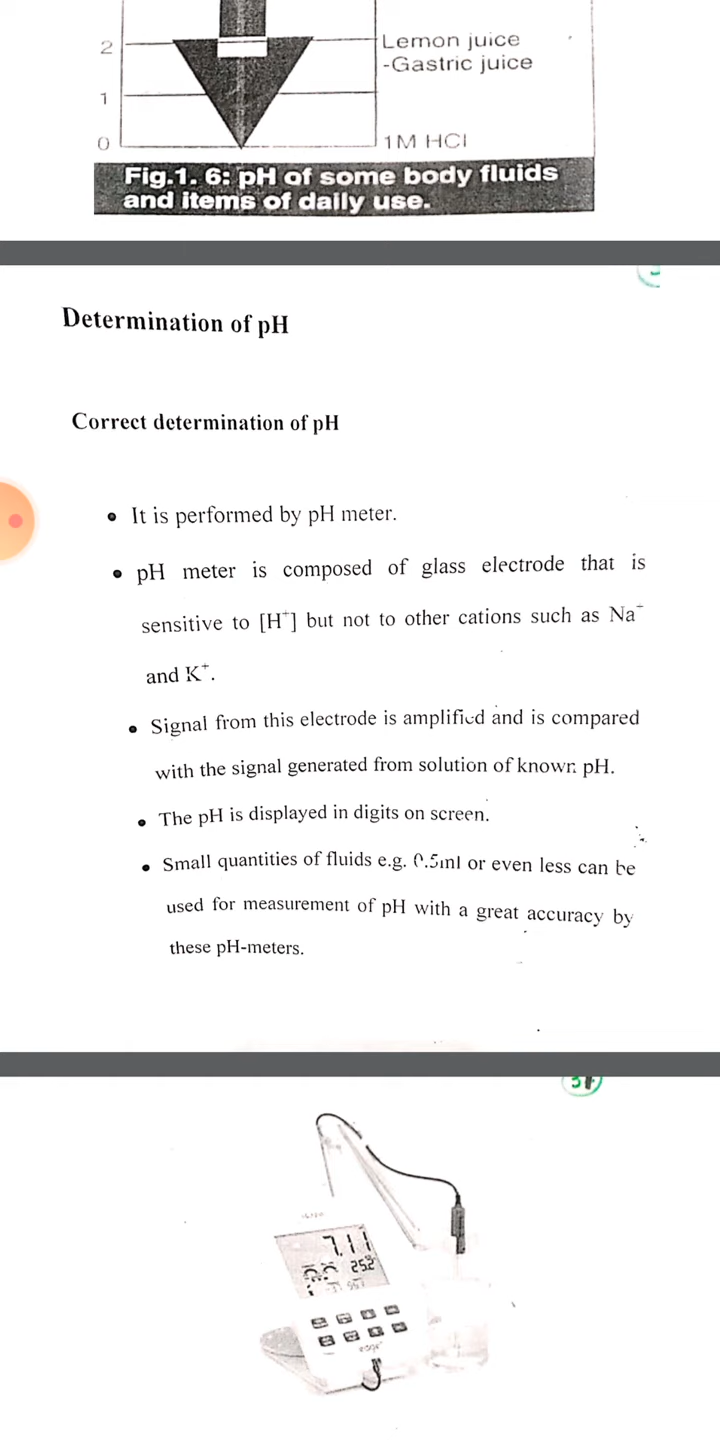 2
Lemon juice
-Gastric juice
1
0
1M HCl
Fig.1. 6: pH of some body fluids
and items of daily use.
Determination of pH
Correct determination of pH
• It is performed by pH meter.
• pH meter is composed of glass electrode that is
sensitive to [H⁺] but not to other cations such as Na⁻
and K⁺.
• Signal from this electrode is amplified and is compared
with the signal generated from solution of known pH.
• The pH is displayed in digits on screen.
• Small quantities of fluids e.g. 0.5ml or even less can be
used for measurement of pH with a great accuracy by
these pH-meters.
7.11
25.2
edge